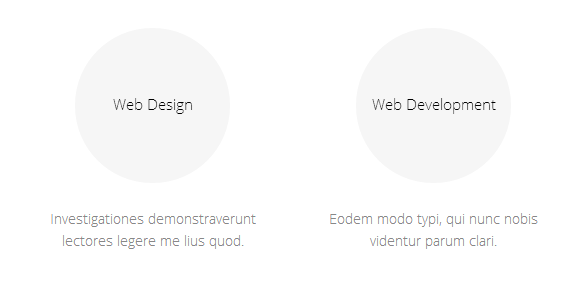 Web Design
Web Development
Investigationes demonstraverunt
lectores legere me lius quod.
Eodem modo typi, qui nunc nobis
videntur parum clari.